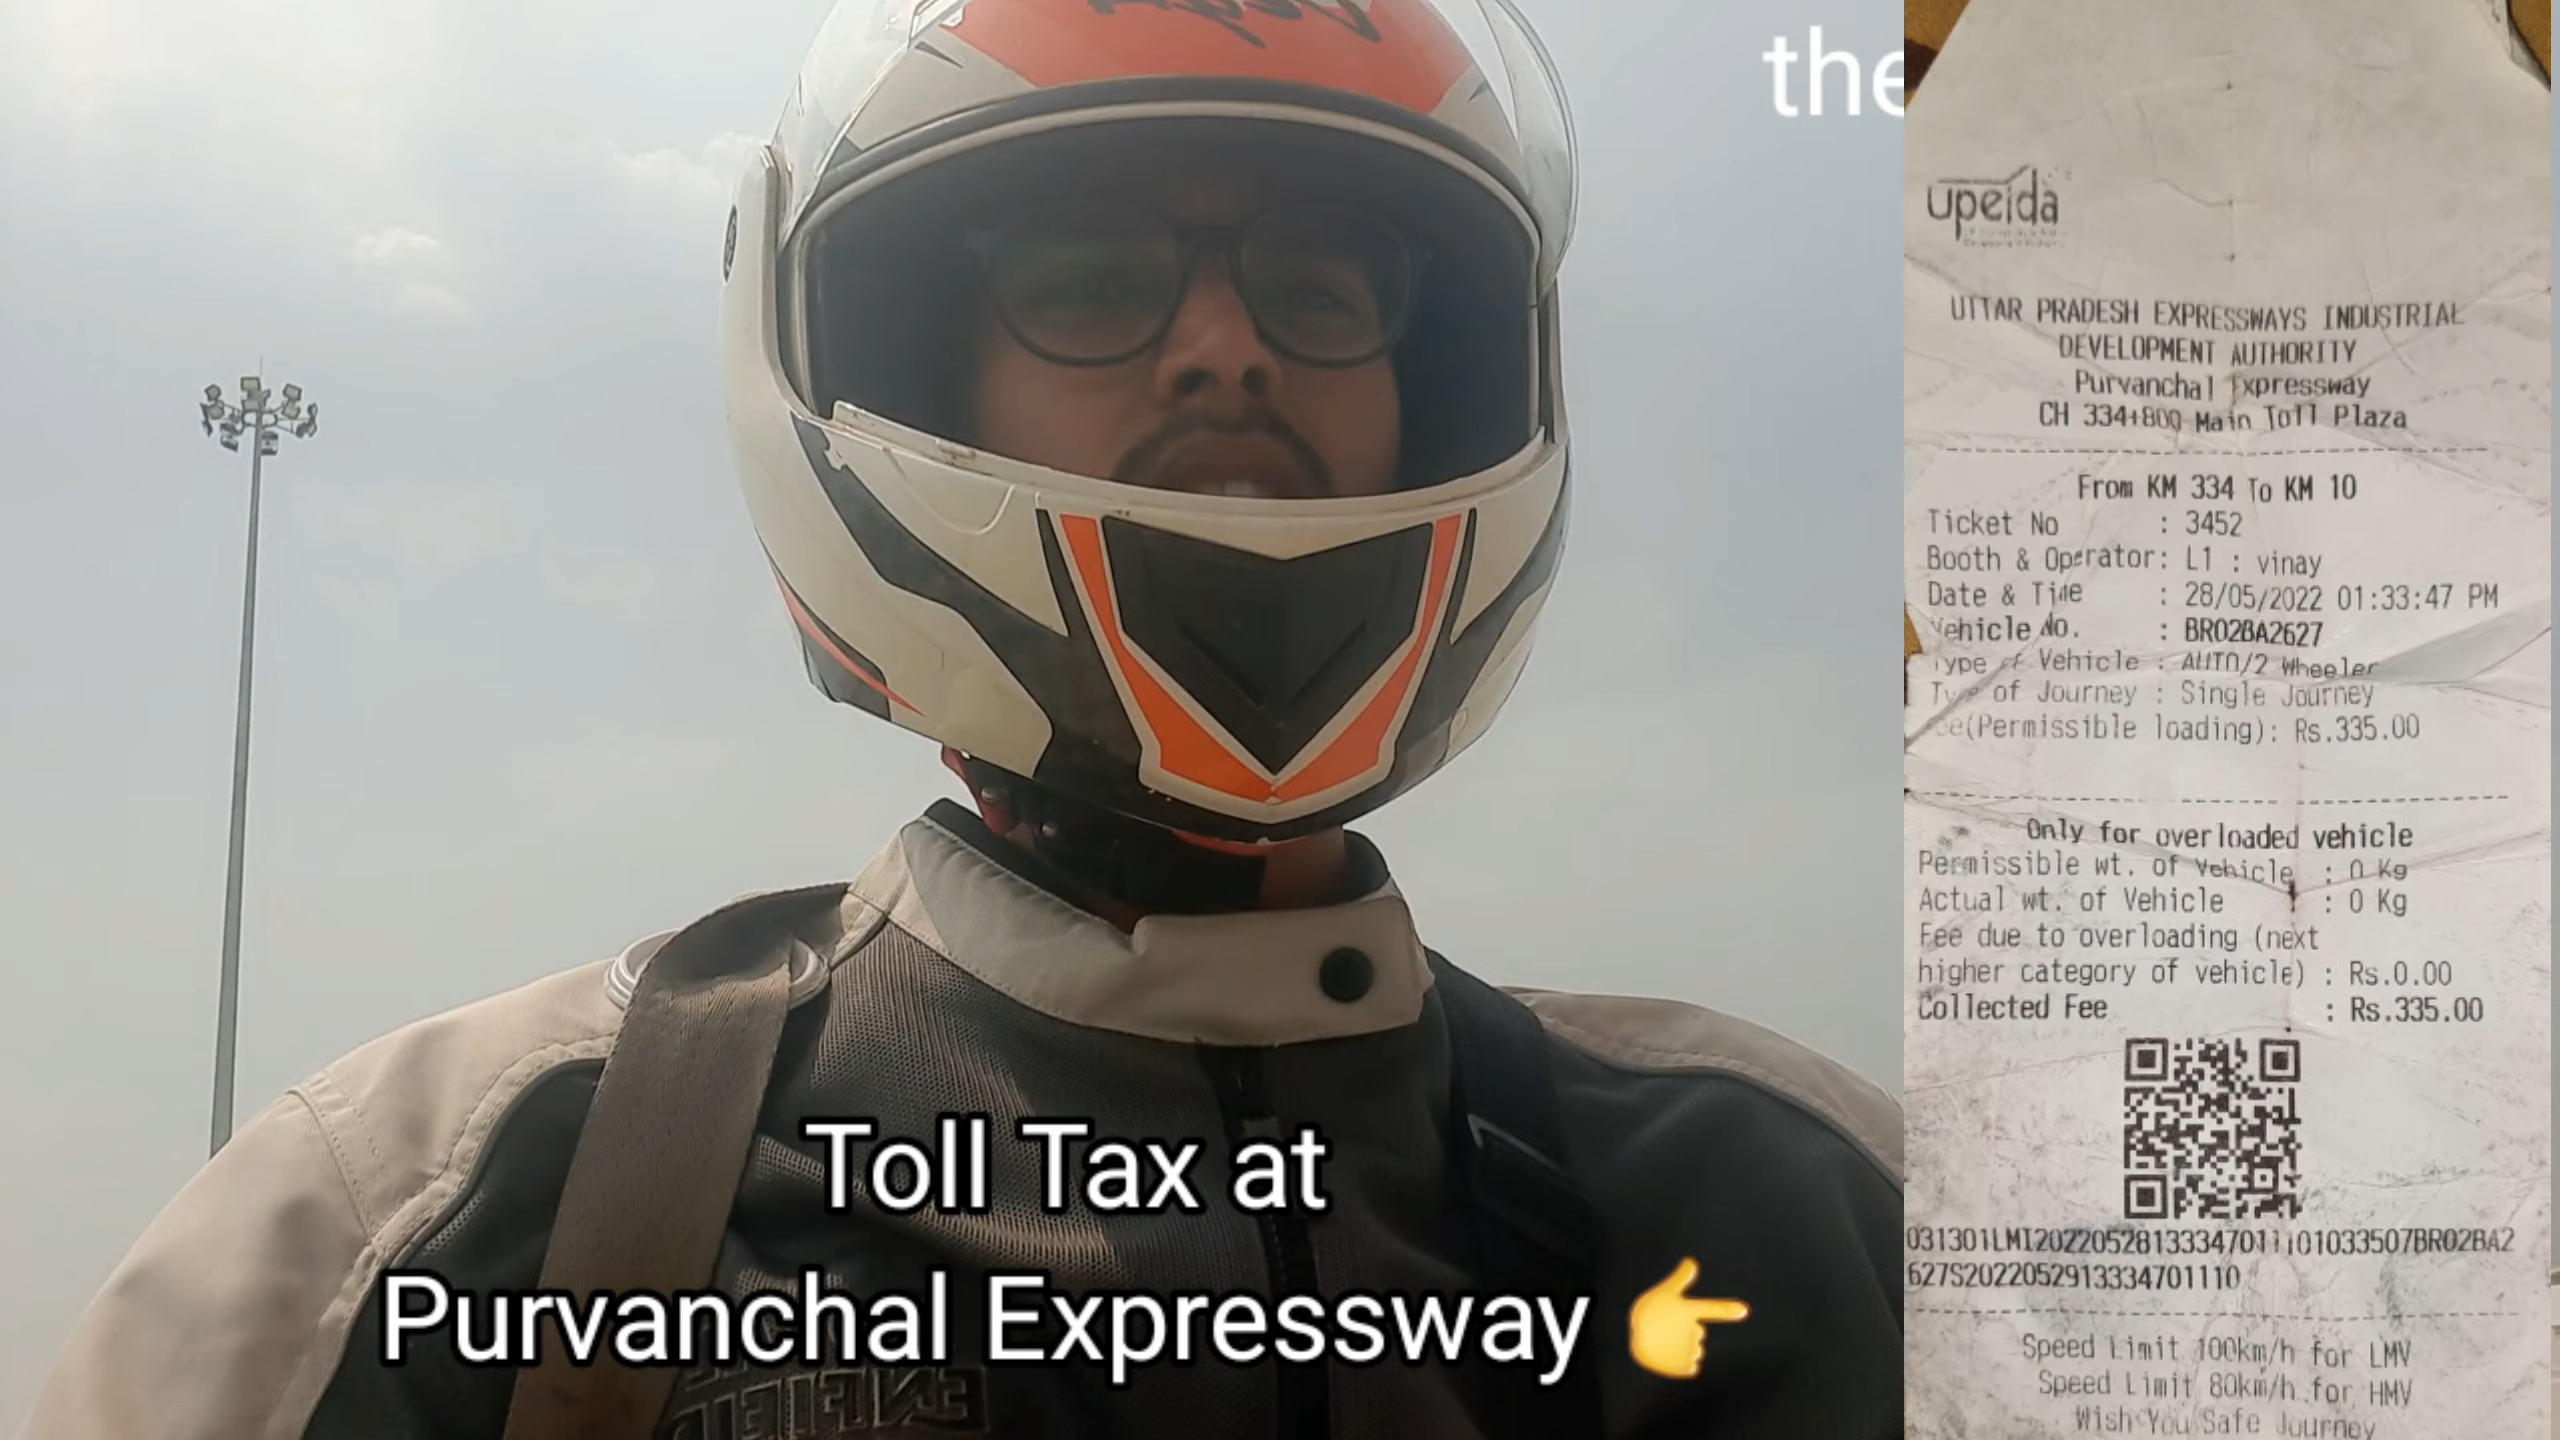 the
Toll Tax at
Purvanchal Expressway 👉
upeida
UTTAR PRADESH EXPRESSWAYS INDUSTRIAL
DEVELOPMENT AUTHORITY
Purvanchal Expressway
CH 334+800 Main Toll Plaza
From KM 334 To KM 10
Ticket No : 3452
Booth & Operator: L1 : vinay
Date & Time : 28/05/2022 01:33:47 PM
Vehicle No. : BR02BA2627
Type of Vehicle : AUTO/2 Wheeler
Type of Journey : Single Journey
Fee(Permissible loading): Rs.335.00
Only for overloaded vehicle
Permissible wt. of Vehicle : 0 Kg
Actual wt. of Vehicle : 0 Kg
Fee due to overloading (next
higher category of vehicle) : Rs.0.00
Collected Fee : Rs.335.00
627S20220529133334701110
Speed Limit 100km/h for LMV
Speed Limit 80km/h for HMV
Wish You Safe Journey